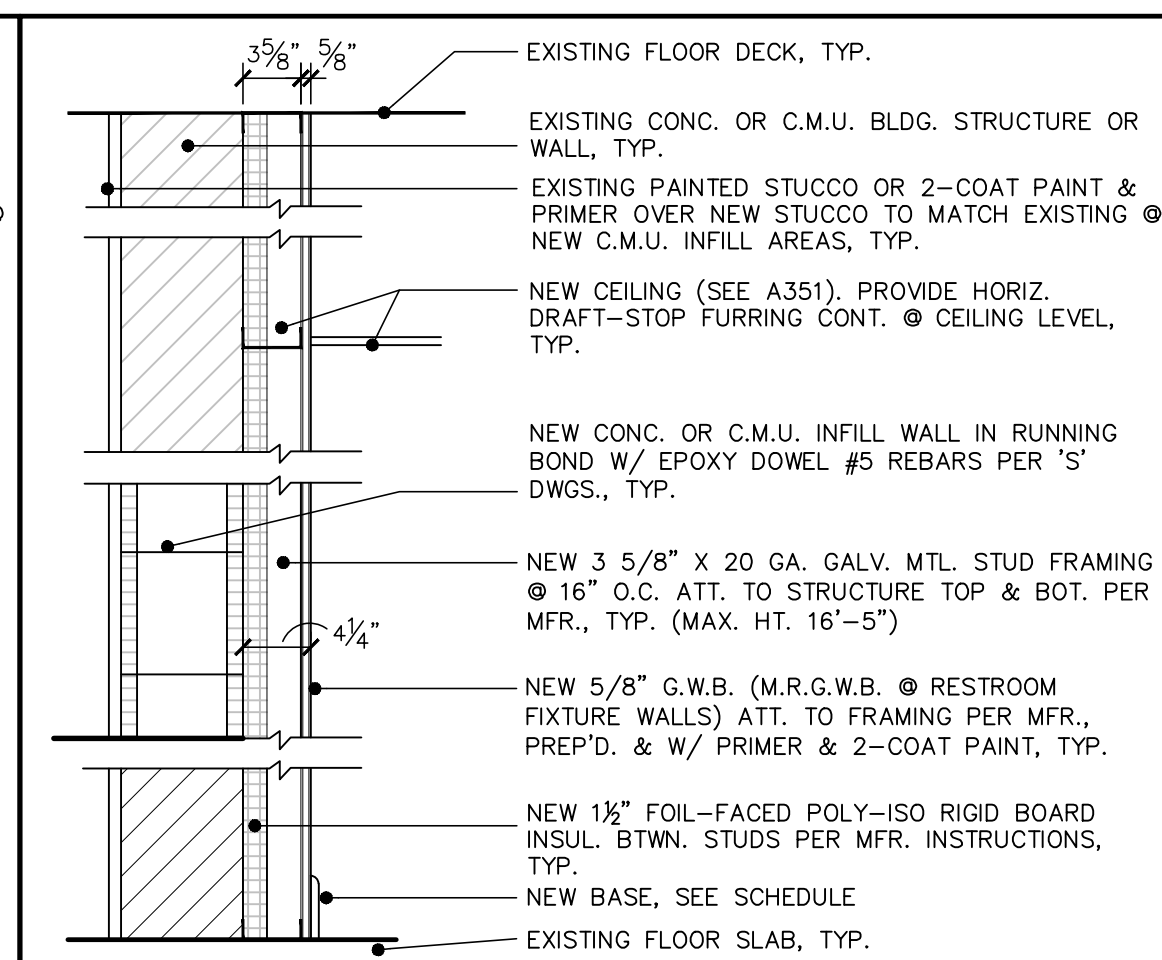 3⅝" ⅝"
EXISTING FLOOR DECK, TYP.
EXISTING CONC. OR C.M.U. BLDG. STRUCTURE OR
WALL, TYP.
EXISTING PAINTED STUCCO OR 2-COAT PAINT &
PRIMER OVER NEW STUCCO TO MATCH EXISTING @
NEW C.M.U. INFILL AREAS, TYP.
NEW CEILING (SEE A351). PROVIDE HORIZ.
DRAFT-STOP FURRING CONT. @ CEILING LEVEL,
TYP.
NEW CONC. OR C.M.U. INFILL WALL IN RUNNING
BOND W/ EPOXY DOWEL #5 REBARS PER 'S'
DWGS., TYP.
NEW 3 5/8" X 20 GA. GALV. MTL. STUD FRAMING
@ 16" O.C. ATT. TO STRUCTURE TOP & BOT. PER
MFR., TYP. (MAX. HT. 16'-5")
4¼"
NEW 5/8" G.W.B. (M.R.G.W.B. @ RESTROOM
FIXTURE WALLS) ATT. TO FRAMING PER MFR.,
PREP'D. & W/ PRIMER & 2-COAT PAINT, TYP.
NEW 1½" FOIL-FACED POLY-ISO RIGID BOARD
INSUL. BTWN. STUDS PER MFR. INSTRUCTIONS,
TYP.
NEW BASE, SEE SCHEDULE
EXISTING FLOOR SLAB, TYP.